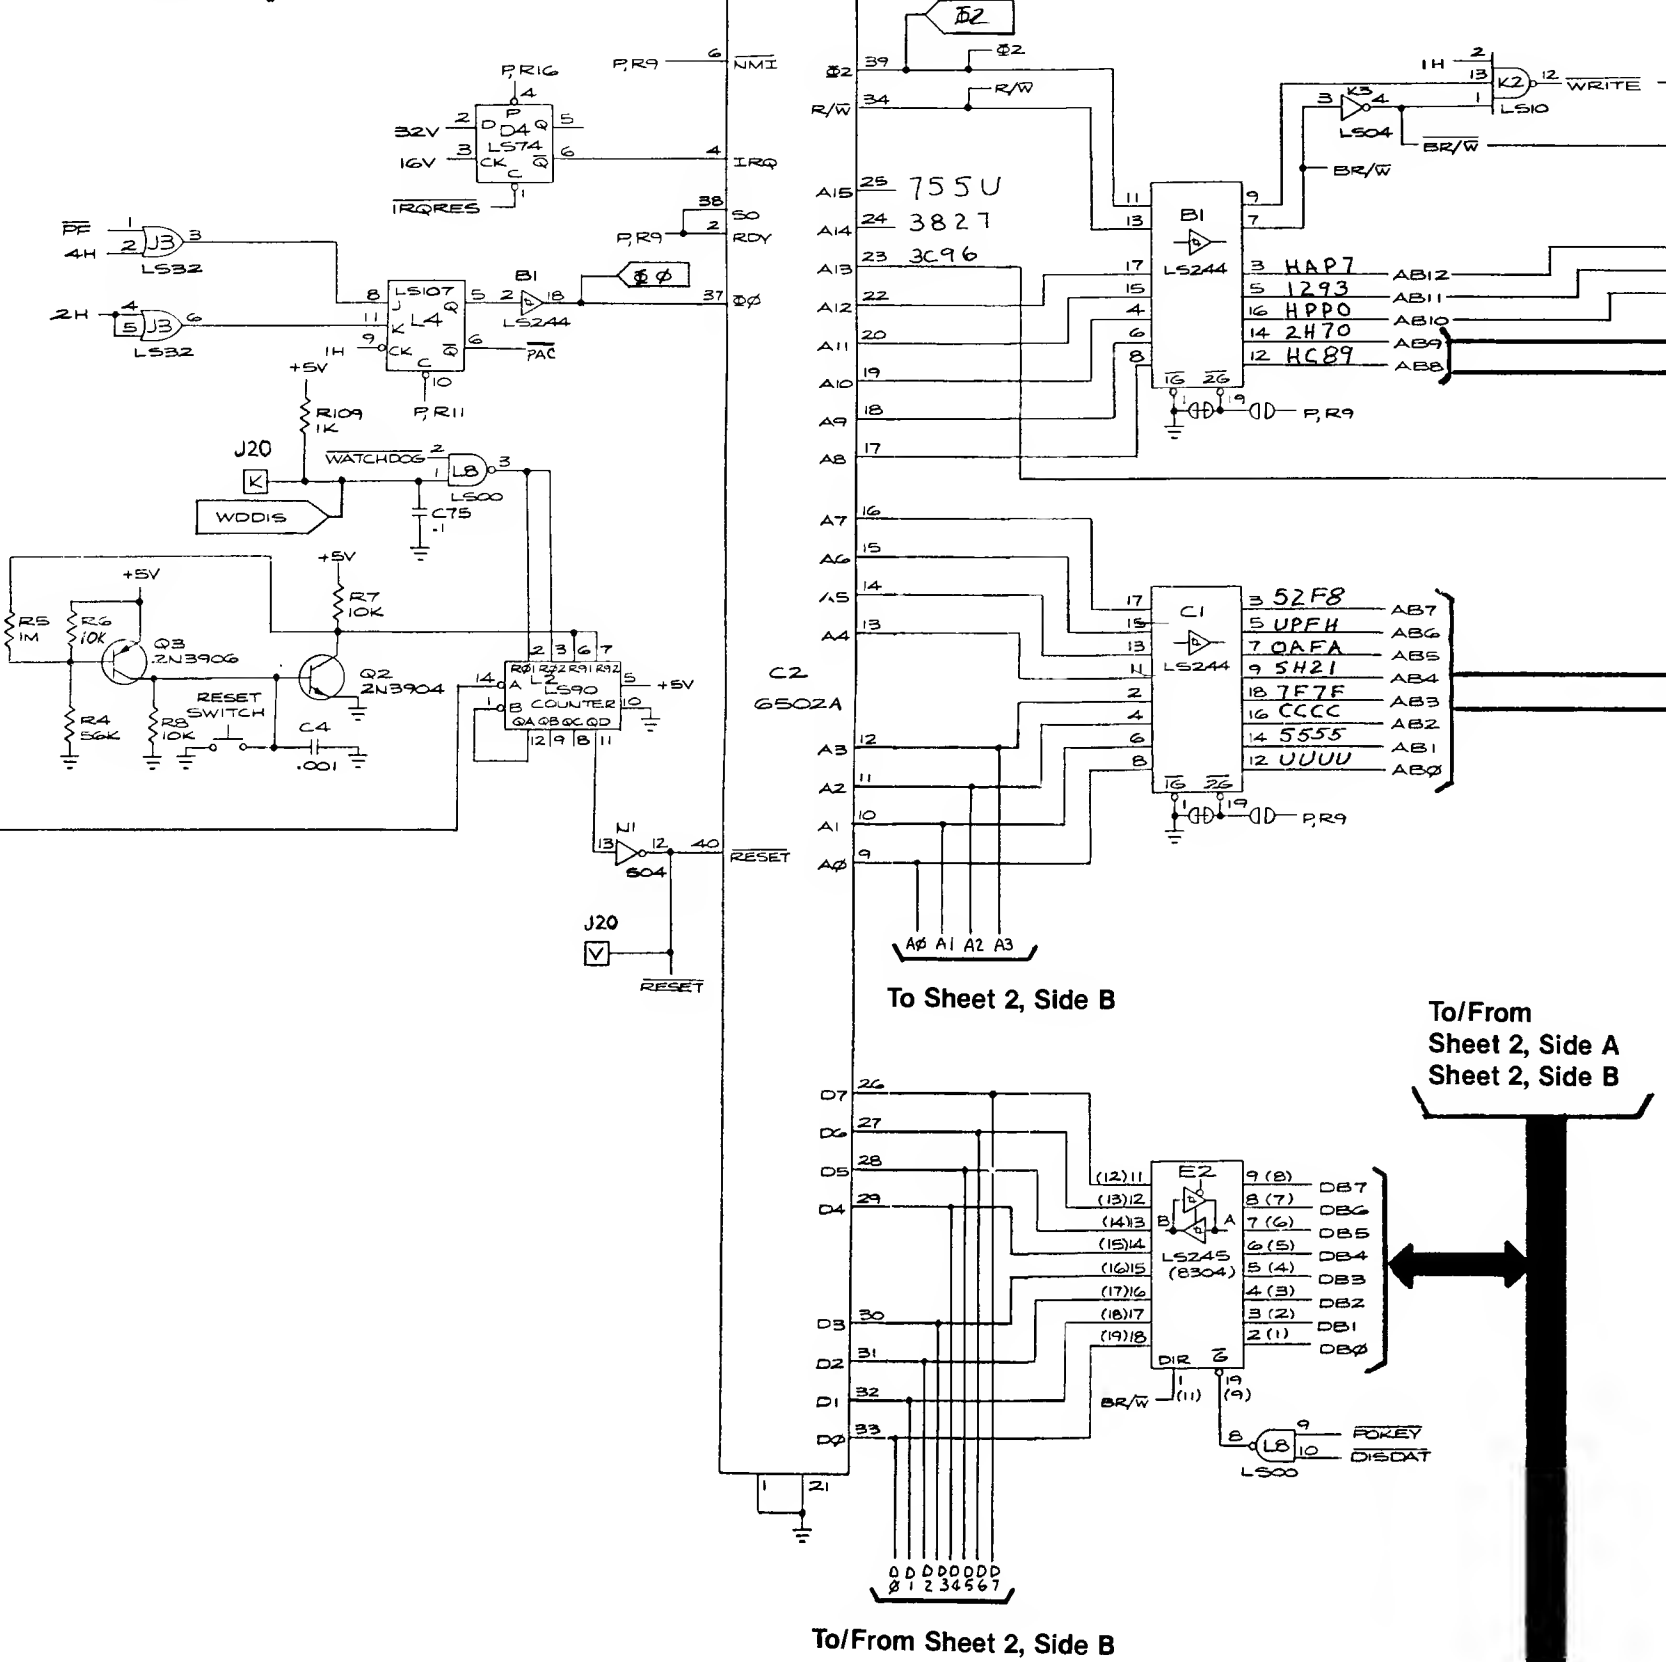 Φ2
P,R9 6 NMI
Φ2 39
Φ2
R/W 34
R/W
1H 2
13
1
K2
12 WRITE
LS10
3 K3 4
LS04
BR/W
BR/W
P,R16
4
P
32V 2 D D4 Q 5
LS74
16V 3 CK Q 6
C
1
IRQRES
4 IRQ
38 SO
P,R9 2 RDY
A15 25 755U
A14 24 3827
A13 23 3C96
A12 22
A11 20
A10 19
A9 18
A8 17
11
13
17
15
4
6
8
B1
LS244
9
7
3 HAP7 AB12
5 1293 AB11
16 HPPO AB10
14 2H70 AB9
12 HC89 AB8
1G 2G
1 19
P,R9
PF 1
4H 2
J3 3
LS32
2H 4
5 J3 6
LS32
8 J LS107 Q 5
11 K L4
1H 9 CK Q 6 PAC
C
10
P,R11
B1
2 18
LS244
Φ0
37 Φ0
+5V
R109
1K
J20
K
WATCHDOG 2
1
L8 3
LS00
WDDIS
C75
.1
+5V
R5
1M
R6
10K
Q3
2N3906
R4
56K
R8
10K
RESET
SWITCH
C4
.001
+5V
R7
10K
Q2
2N3904
2 3 6 7
RØ1 RØ2 R91 R92
14 A L2 5 +5V
LS90
1 B COUNTER 10
QA QB QC QD
12 9 8 11
N1
13 12 40 RESET
S04
J20
V
RESET
C2
6502A
A7 16
A6 15
A5 14
A4 13
A3 12
A2 11
A1 10
AØ 9
17
15
13
11
2
4
6
8
C1
LS244
3 52F8 AB7
5 UPFH AB6
7 0AFA AB5
9 5H21 AB4
18 7F7F AB3
16 CCCC AB2
14 5555 AB1
12 UUUU ABØ
1G 2G
1 19
P,R9
AØ A1 A2 A3
To Sheet 2, Side B
To/From
Sheet 2, Side A
Sheet 2, Side B
D7 26
D6 27
D5 28
D4 29
D3 30
D2 31
D1 32
DØ 33
(12)11
(13)12
(14)13
(15)14
(16)15
(17)16
(18)17
(19)18
E2
B A
LS245
(8304)
DIR G
9 (8) DB7
8 (7) DB6
7 (6) DB5
6 (5) DB4
5 (4) DB3
4 (3) DB2
3 (2) DB1
2 (1) DBØ
BR/W 1
(11)
19
(9)
8 L8 9 POKEY
10 DISDAT
LS00
1 21
D D D D D D D D
Ø 1 2 3 4 5 6 7
To/From Sheet 2, Side B